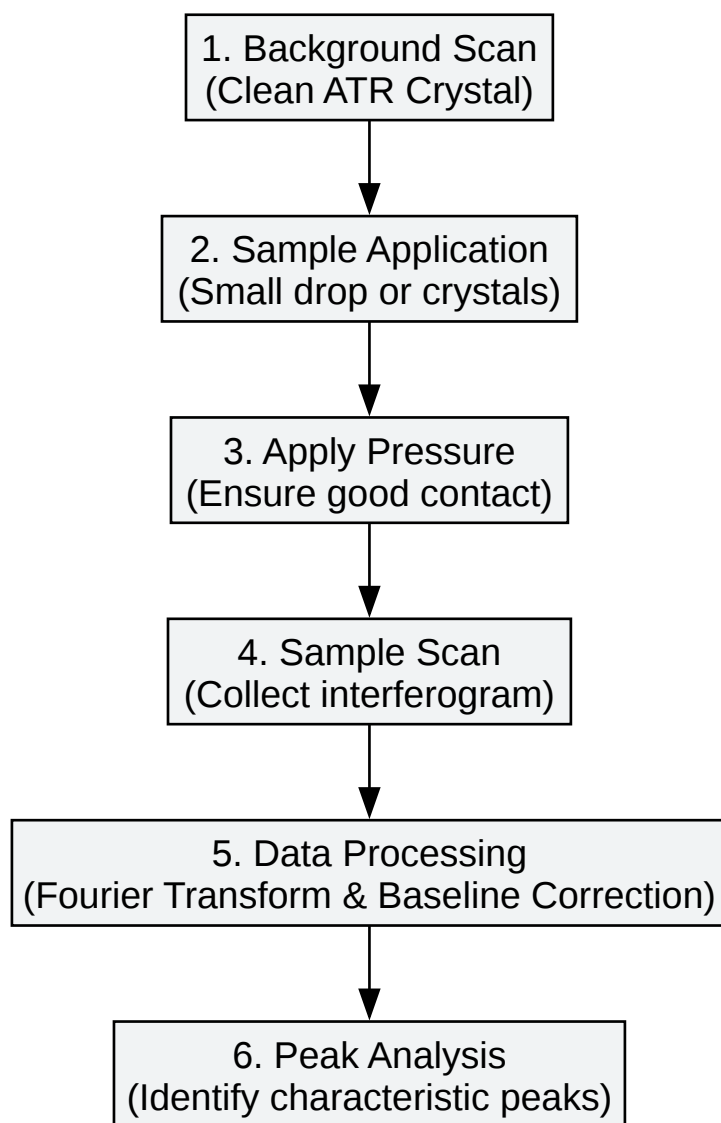 1. Background Scan
(Clean ATR Crystal)
2. Sample Application
(Small drop or crystals)
3. Apply Pressure
(Ensure good contact)
4. Sample Scan
(Collect interferogram)
5. Data Processing
(Fourier Transform & Baseline Correction)
6. Peak Analysis
(Identify characteristic peaks)